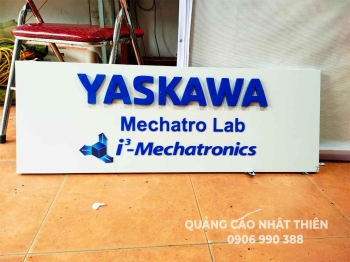 YASKAWA
Mechatro Lab
i³-Mechatronics
QUẢNG CÁO NHẬT THIÊN
0906 990 388